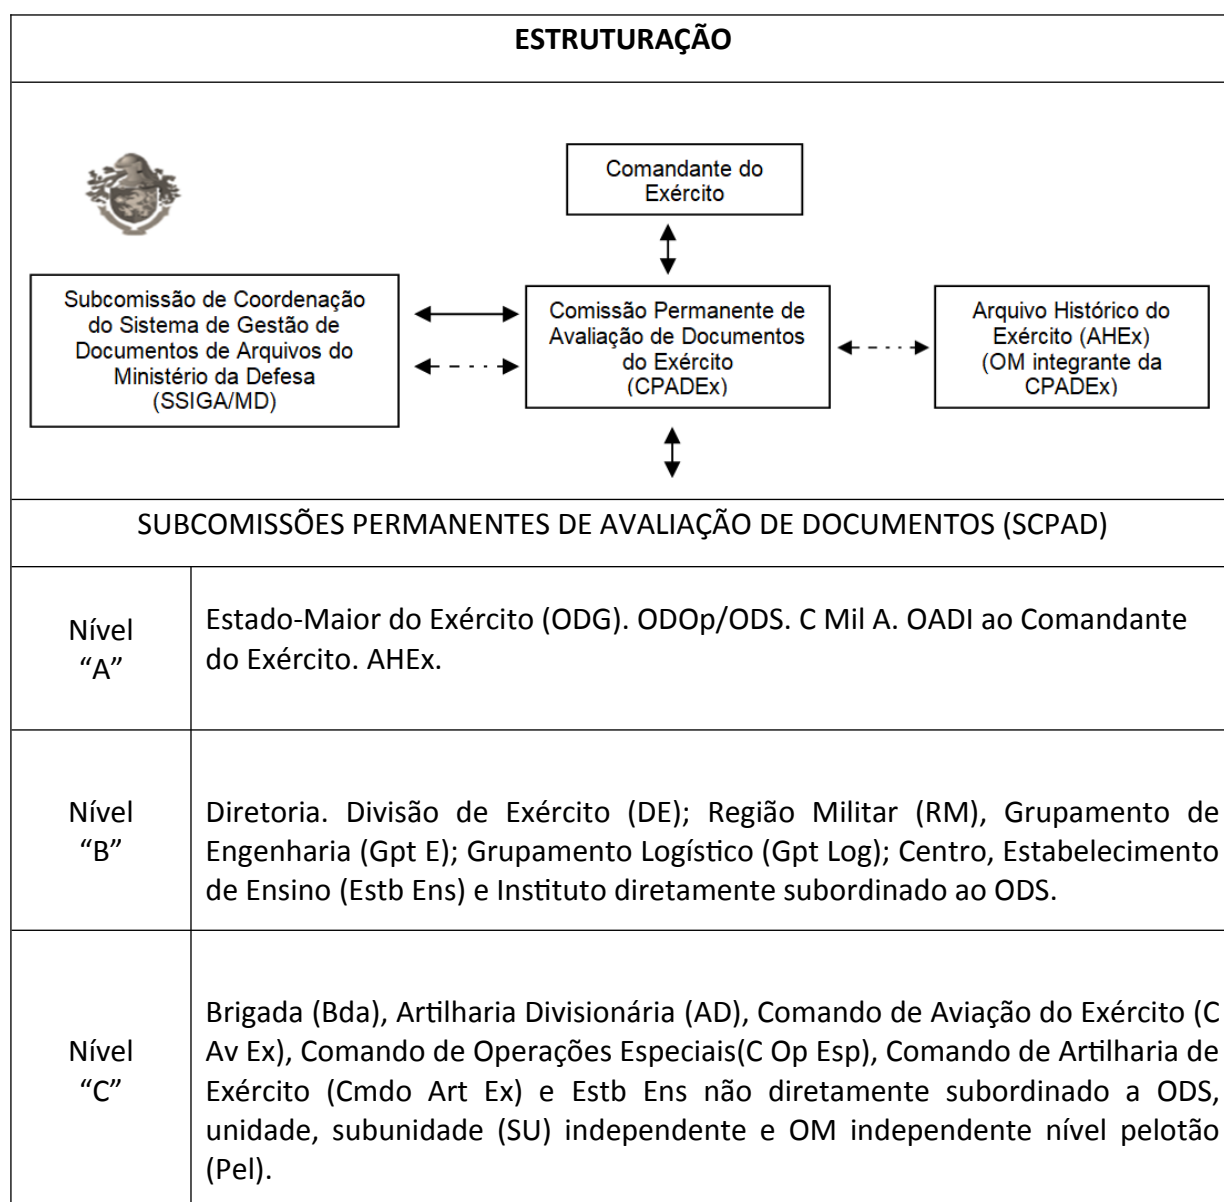 ESTRUTURAÇÃO
Comandante do
Exército
Subcomissão de Coordenação
do Sistema de Gestão de
Documentos de Arquivos do
Ministério da Defesa
(SSIGA/MD)
Comissão Permanente de
Avaliação de Documentos
do Exército
(CPADEx)
Arquivo Histórico do
Exército (AHEx)
(OM integrante da
CPADEx)
SUBCOMISSÕES PERMANENTES DE AVALIAÇÃO DE DOCUMENTOS (SCPAD)
Nível
“A”
Estado-Maior do Exército (ODG). ODOp/ODS. C Mil A. OADI ao Comandante
do Exército. AHEx.
Nível
“B”
Diretoria. Divisão de Exército (DE); Região Militar (RM), Grupamento de
Engenharia (Gpt E); Grupamento Logístico (Gpt Log); Centro, Estabelecimento
de Ensino (Estb Ens) e Instituto diretamente subordinado ao ODS.
Nível
“C”
Brigada (Bda), Artilharia Divisionária (AD), Comando de Aviação do Exército (C
Av Ex), Comando de Operações Especiais(C Op Esp), Comando de Artilharia de
Exército (Cmdo Art Ex) e Estb Ens não diretamente subordinado a ODS,
unidade, subunidade (SU) independente e OM independente nível pelotão
(Pel).